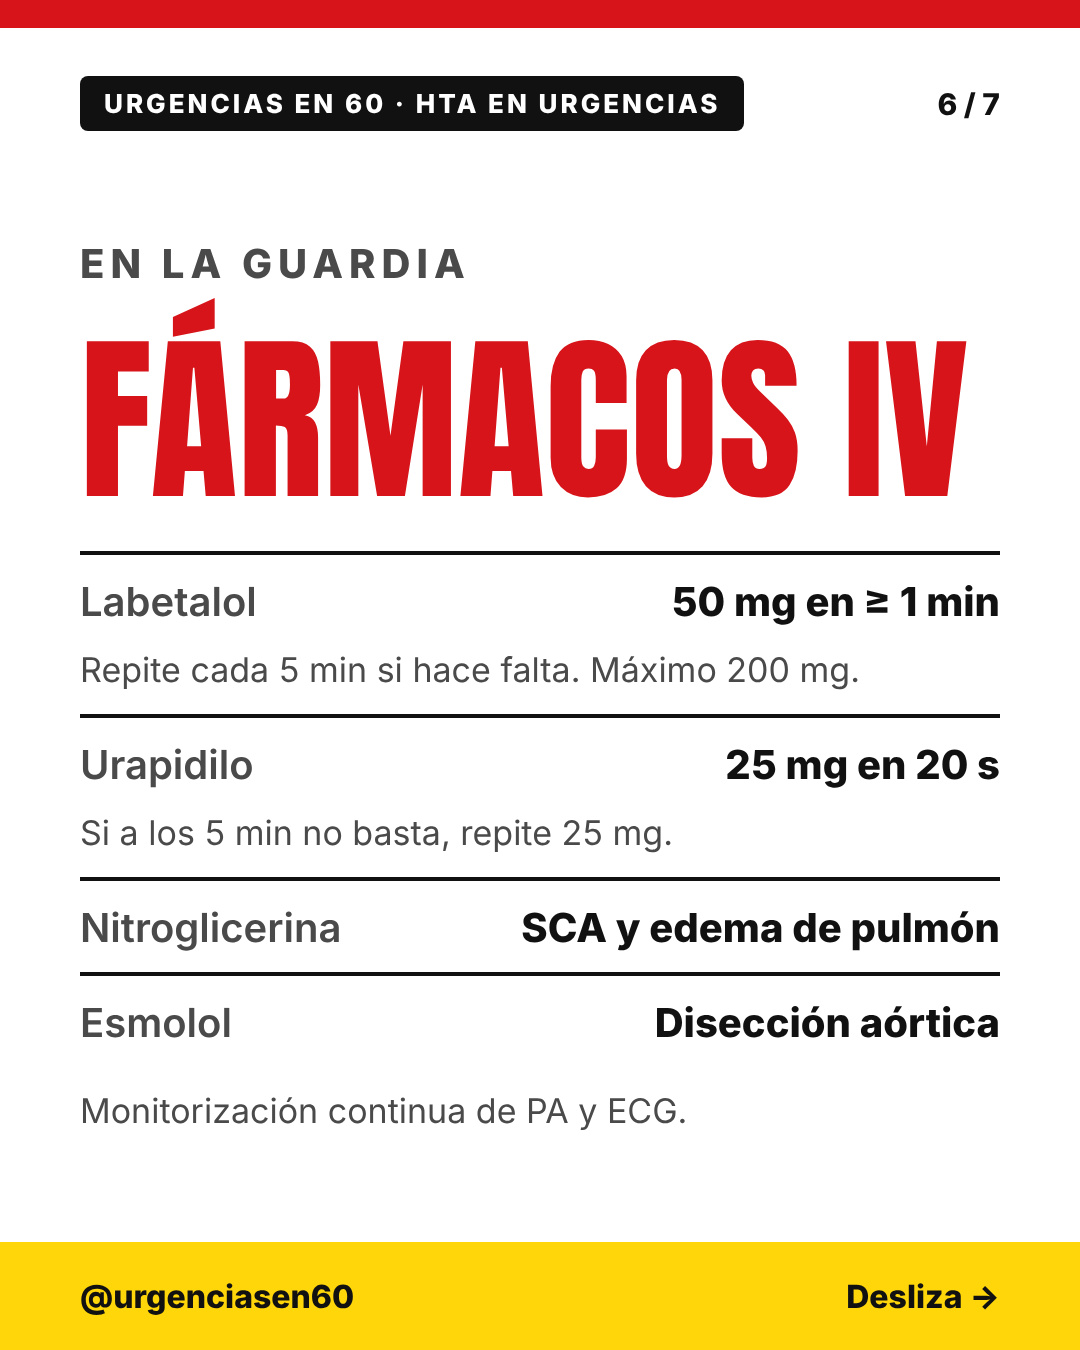 URGENCIAS EN 60 · HTA EN URGENCIAS
6 / 7
EN LA GUARDIA
FÁRMACOS IV
Labetalol 50 mg en ≥ 1 min
Repite cada 5 min si hace falta. Máximo 200 mg.
Urapidilo 25 mg en 20 s
Si a los 5 min no basta, repite 25 mg.
Nitroglicerina SCA y edema de pulmón
Esmolol Disección aórtica
Monitorización continua de PA y ECG.
@urgenciasen60
Desliza →